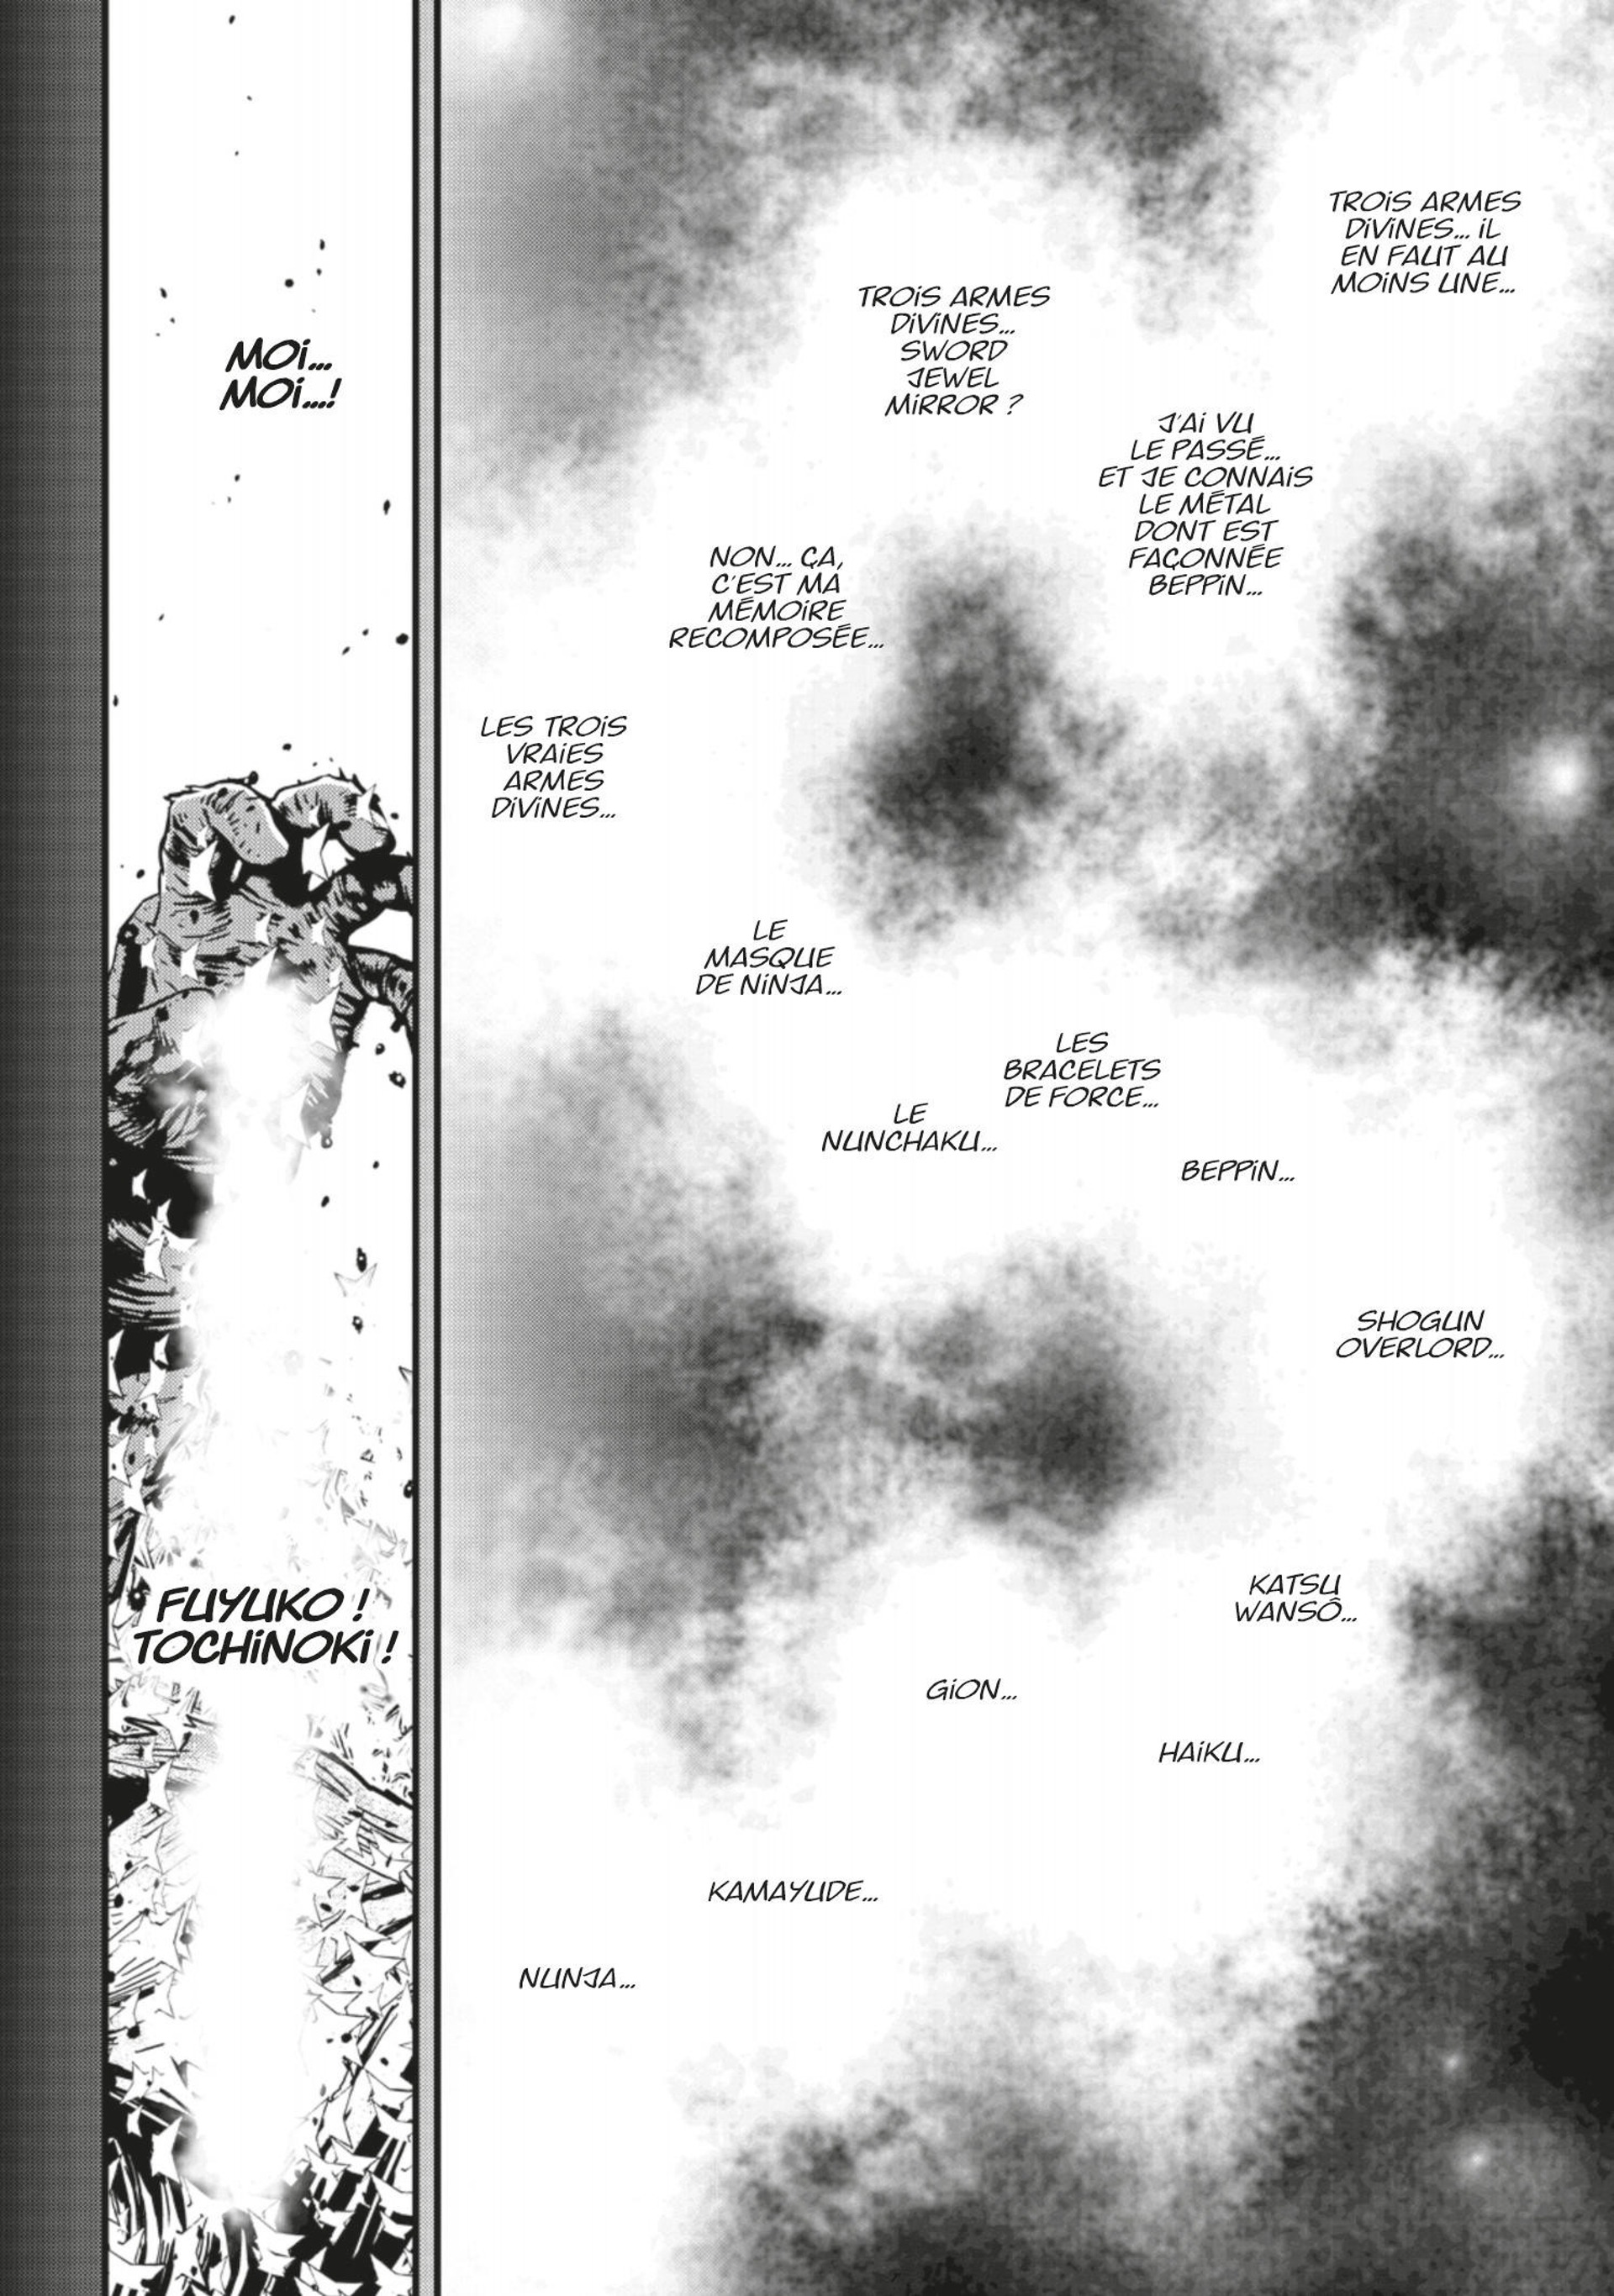 TROIS ARMES
DIVINES... IL
EN FAUT AU
MOINS UNE...
J'AI VU
LE PASSÉ...
ET JE CONNAIS
LE MÉTAL
DONT EST
FAÇONNÉE
BEPPIN...
TROIS ARMES
DIVINES...
SWORD
JEWEL
MIRROR ?
NON... ÇA,
C'EST MA
MÉMOIRE
RECOMPOSÉE...
LES TROIS
VRAIES
ARMES
DIVINES...
LE
MASQUE
DE NINJA...
LES
BRACELETS
DE FORCE...
LE
NUNCHAKU...
BEPPIN...
SHOGUN
OVERLORD...
KATSU
WANSÔ...
HAIKU...
GION...
KAMAYUDE...
NUNJA...
MOI...
MOI...!
FUYUKO !
TOCHINOKI !